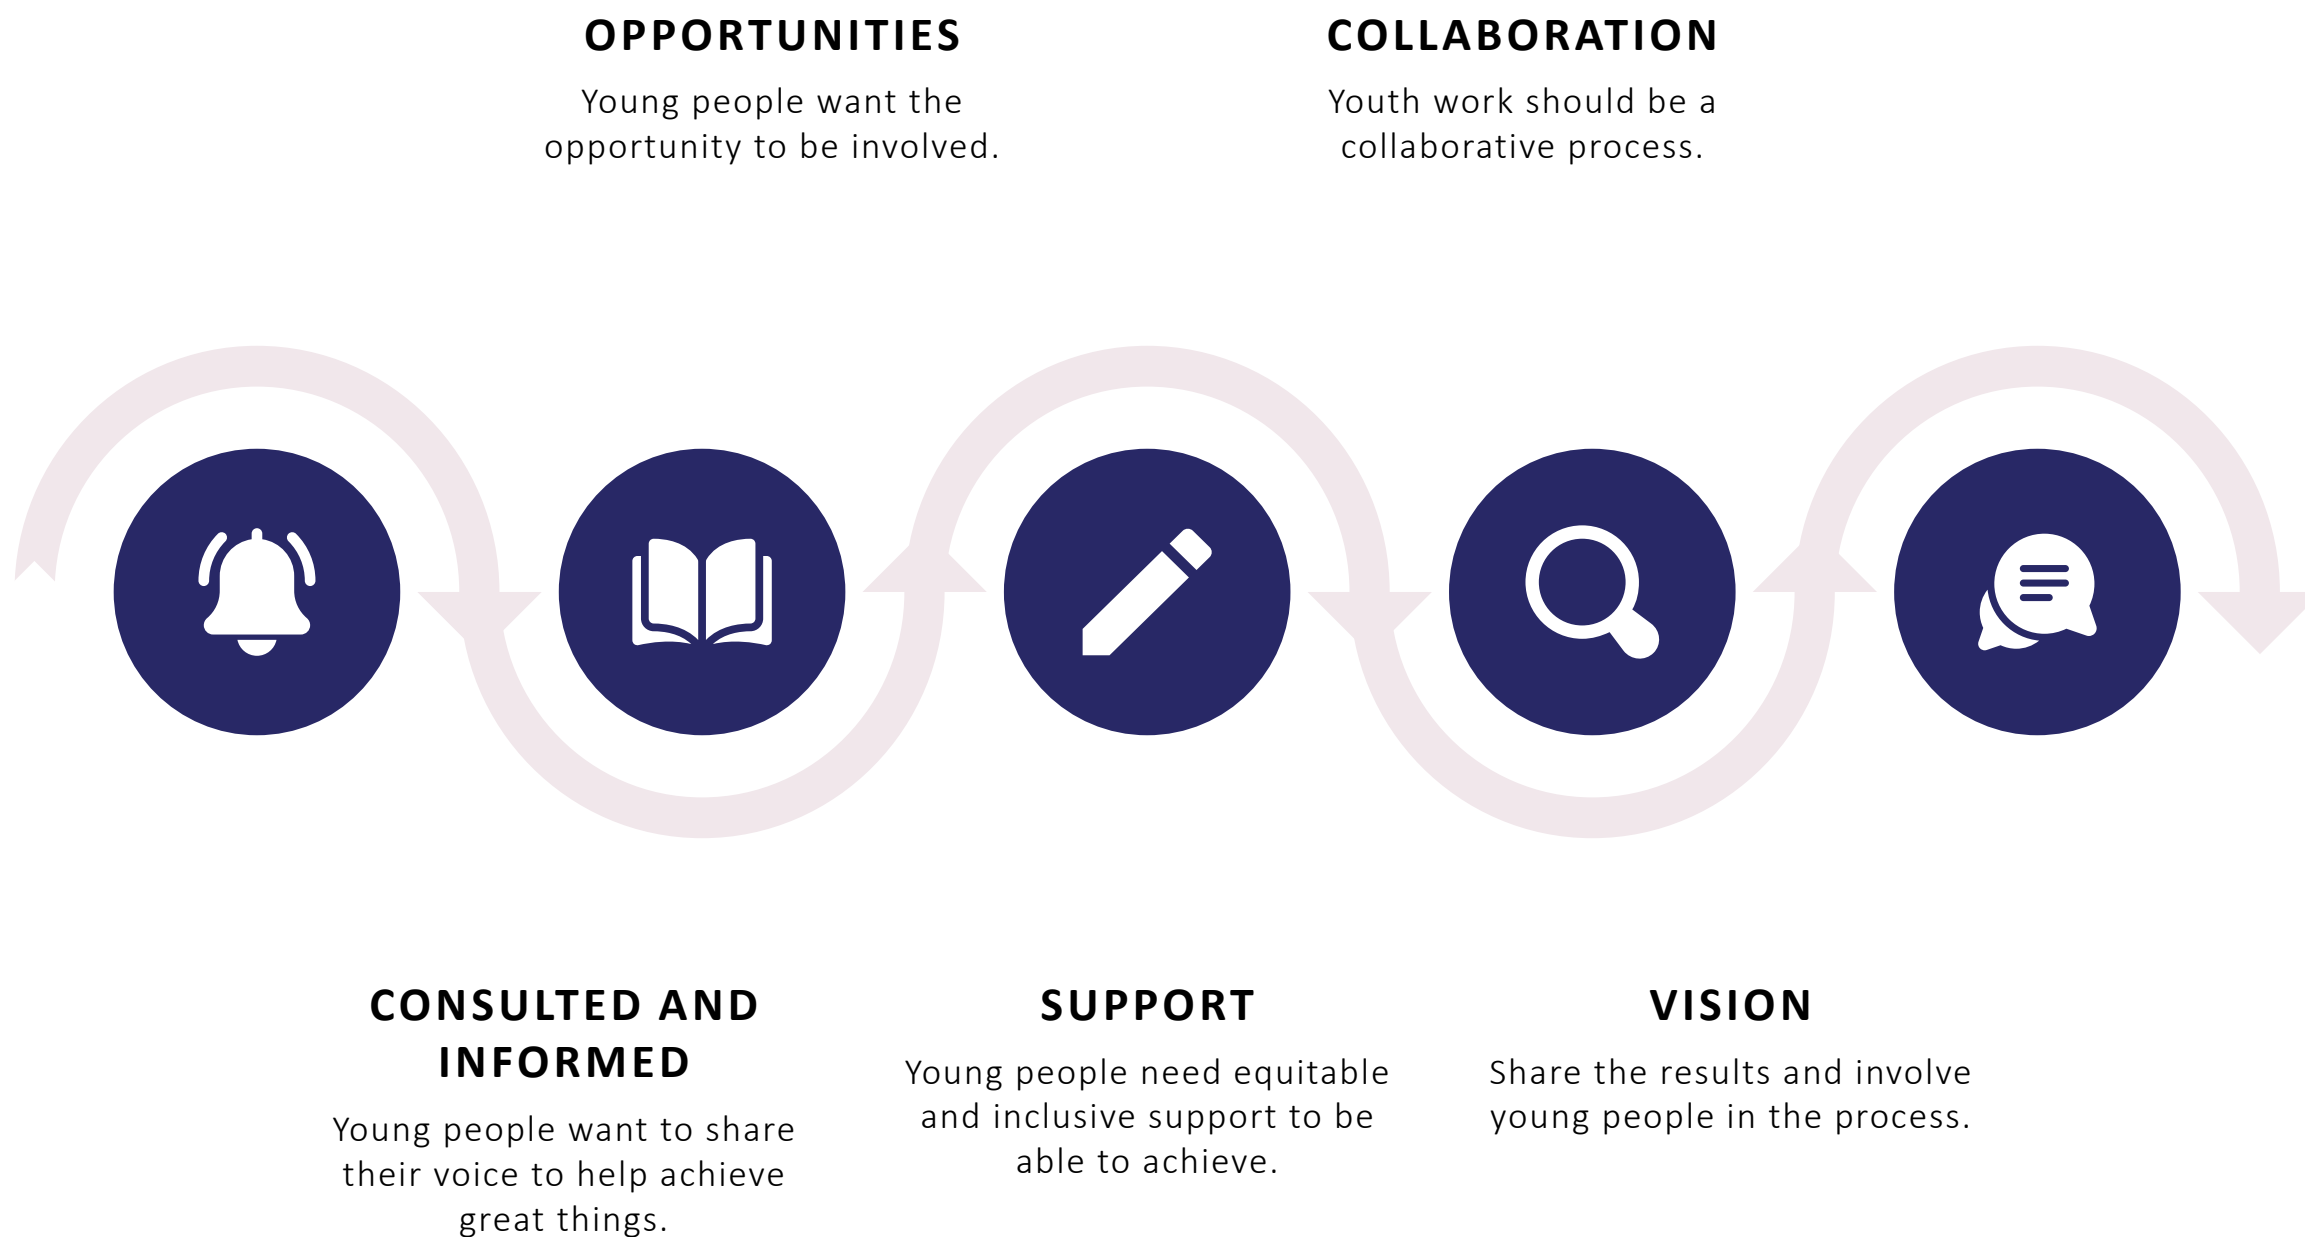 OPPORTUNITIES
Young people want the
opportunity to be involved.
COLLABORATION
Youth work should be a
collaborative process.
CONSULTED AND
INFORMED
Young people want to share
their voice to help achieve
great things.
SUPPORT
Young people need equitable
and inclusive support to be
able to achieve.
VISION
Share the results and involve
young people in the process.